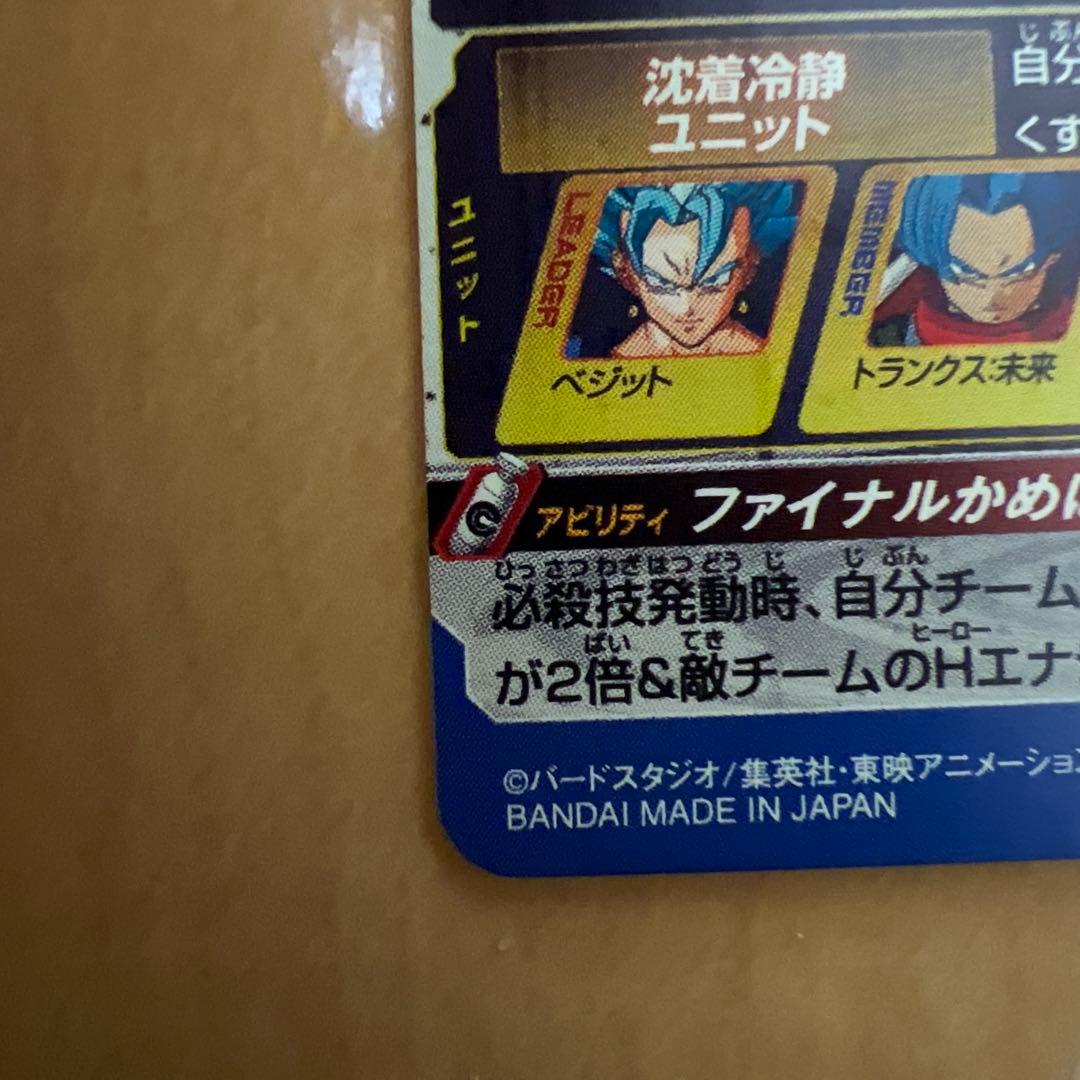 じ ぶん
自分
くす
沈着冷静
ユニット
ユニット
LEADER
ベジット
MEMBER
トランクス:未来
アビリティ ファイナルかめ
ひっさつわざはつどう じ じ ぶん
必殺技発動時、自分チーム
ばい てき ヒーロー
が2倍&敵チームのHエナ
©バードスタジオ/集英社・東映アニメーション
BANDAI MADE IN JAPAN